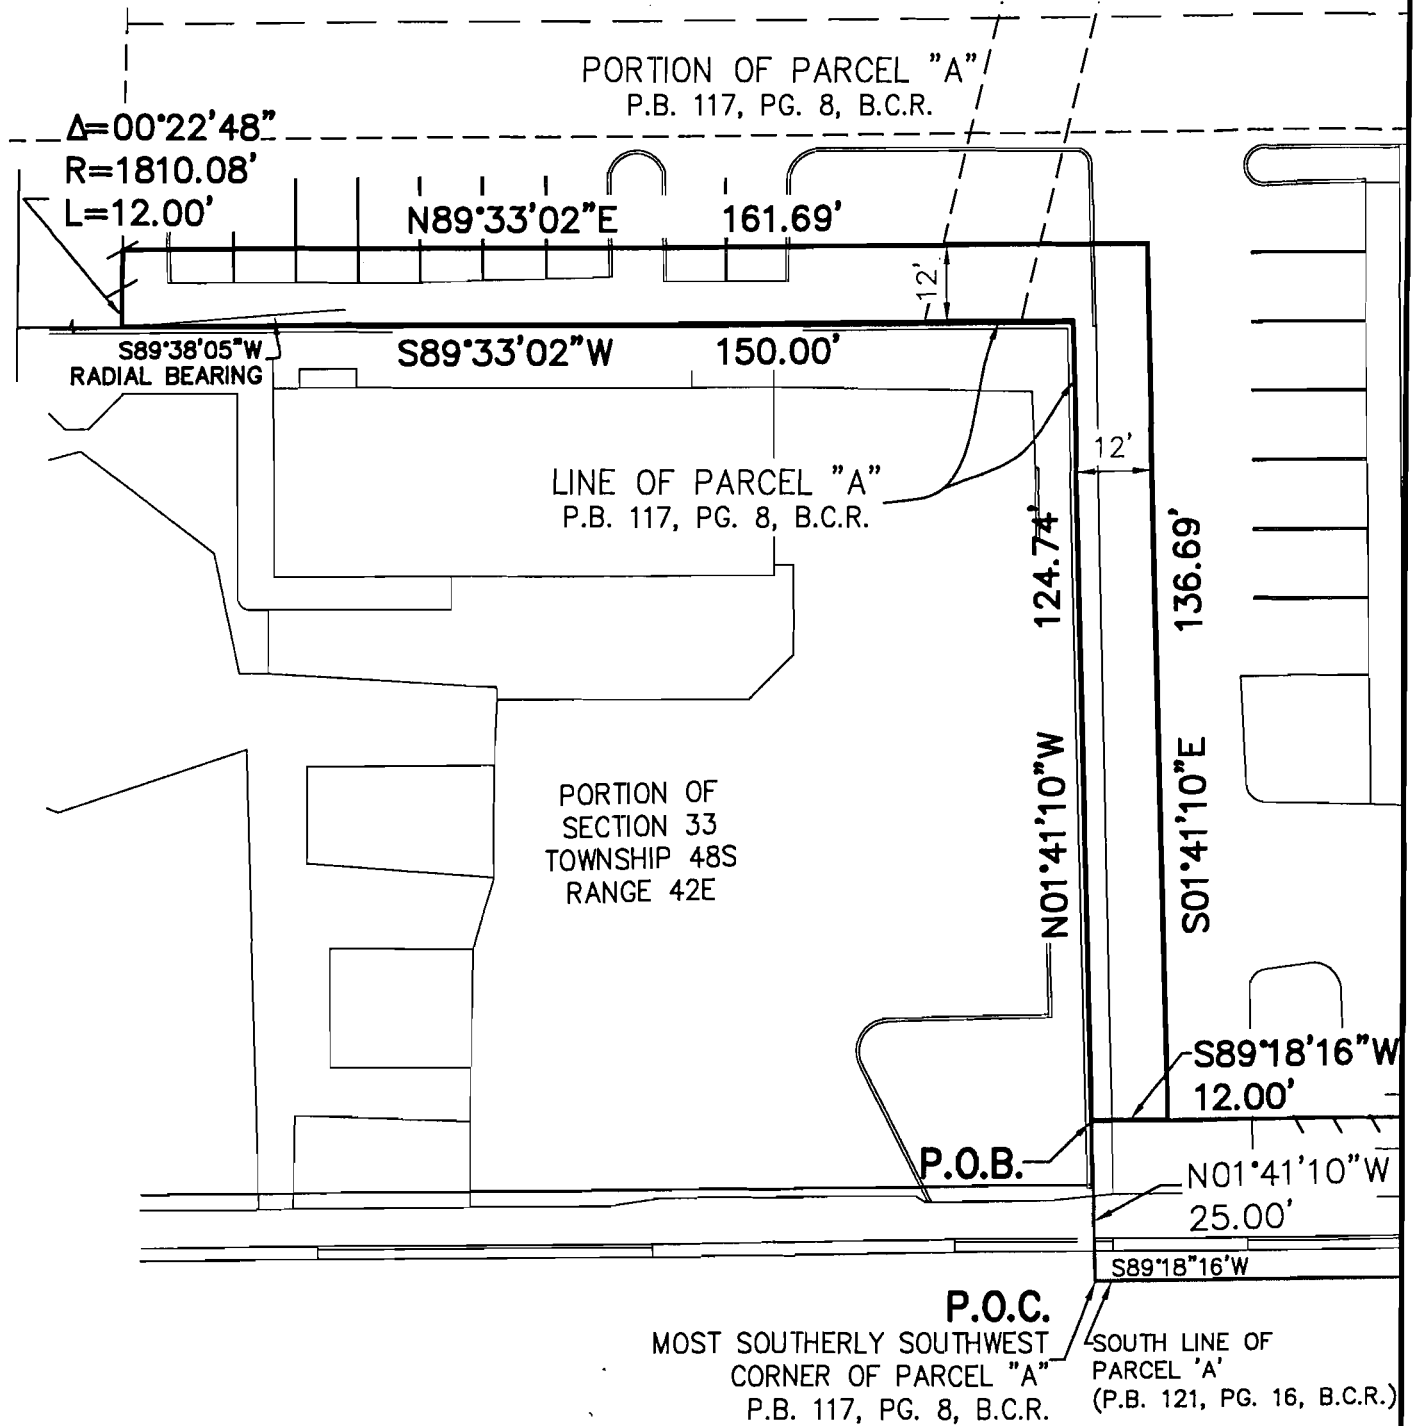 PORTION OF PARCEL "A"
P.B. 117, PG. 8, B.C.R.
Δ=00°22'48"
R=1810.08'
L=12.00'
N89°33'02"E 161.69'
12'
S89°38'05"W
RADIAL BEARING
S89°33'02"W 150.00'
12'
LINE OF PARCEL "A"
P.B. 117, PG. 8, B.C.R.
124.74'
136.69'
N01°41'10"W
S01°41'10"E
PORTION OF
SECTION 33
TOWNSHIP 48S
RANGE 42E
S89°18'16"W
12.00'
P.O.B.
N01°41'10"W
25.00'
S89°18"16'W
P.O.C.
MOST SOUTHERLY SOUTHWEST
CORNER OF PARCEL "A"
P.B. 117, PG. 8, B.C.R.
SOUTH LINE OF
PARCEL 'A'
(P.B. 121, PG. 16, B.C.R.)